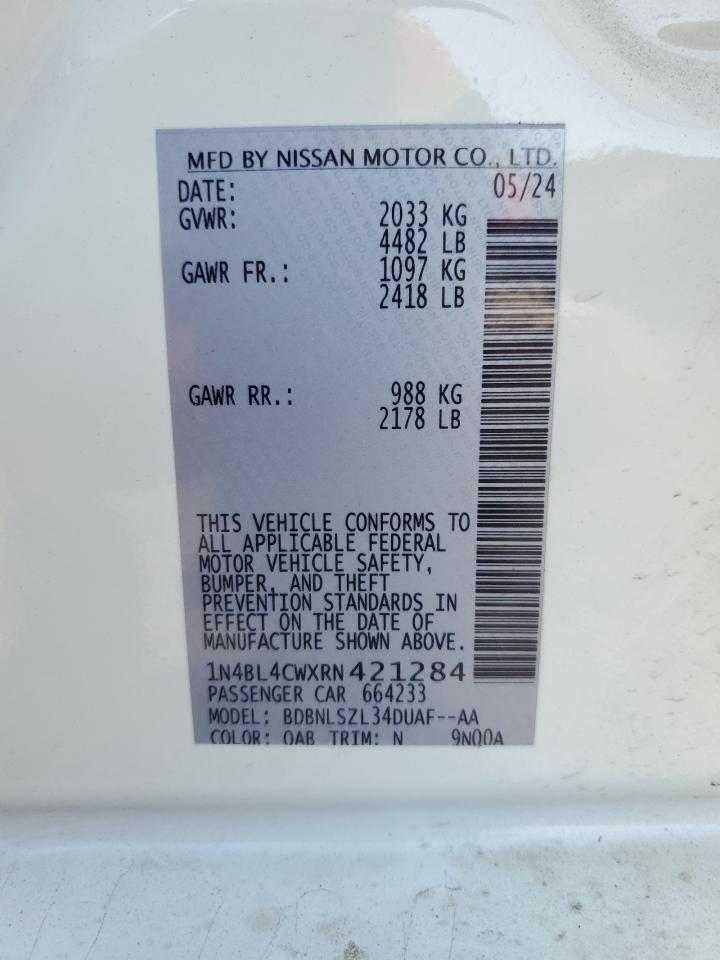 MFD BY NISSAN MOTOR CO., LTD.
DATE: 05/24
GVWR: 2033 KG
4482 LB
GAWR FR.: 1097 KG
2418 LB
GAWR RR.: 988 KG
2178 LB
THIS VEHICLE CONFORMS TO
ALL APPLICABLE FEDERAL
MOTOR VEHICLE SAFETY,
BUMPER, AND THEFT
PREVENTION STANDARDS IN
EFFECT ON THE DATE OF
MANUFACTURE SHOWN ABOVE.
1N4BL4CWXRN421284
PASSENGER CAR 664233
MODEL: BDBNLSZL34DUAF--AA
COLOR: QAB TRIM: N 9NQ0A